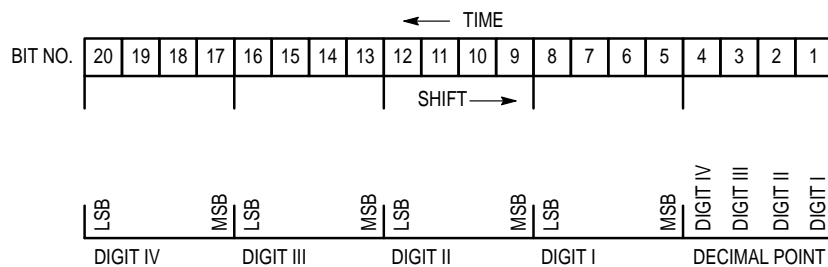 TIME
BIT NO. 20 19 18 17 16 15 14 13 12 11 10 9 8 7 6 5 4 3 2 1
SHIFT
LSB MSB LSB MSB LSB MSB LSB MSB DIGIT IV DIGIT III DIGIT II DIGIT I
DIGIT IV DIGIT III DIGIT II DIGIT I DECIMAL POINT